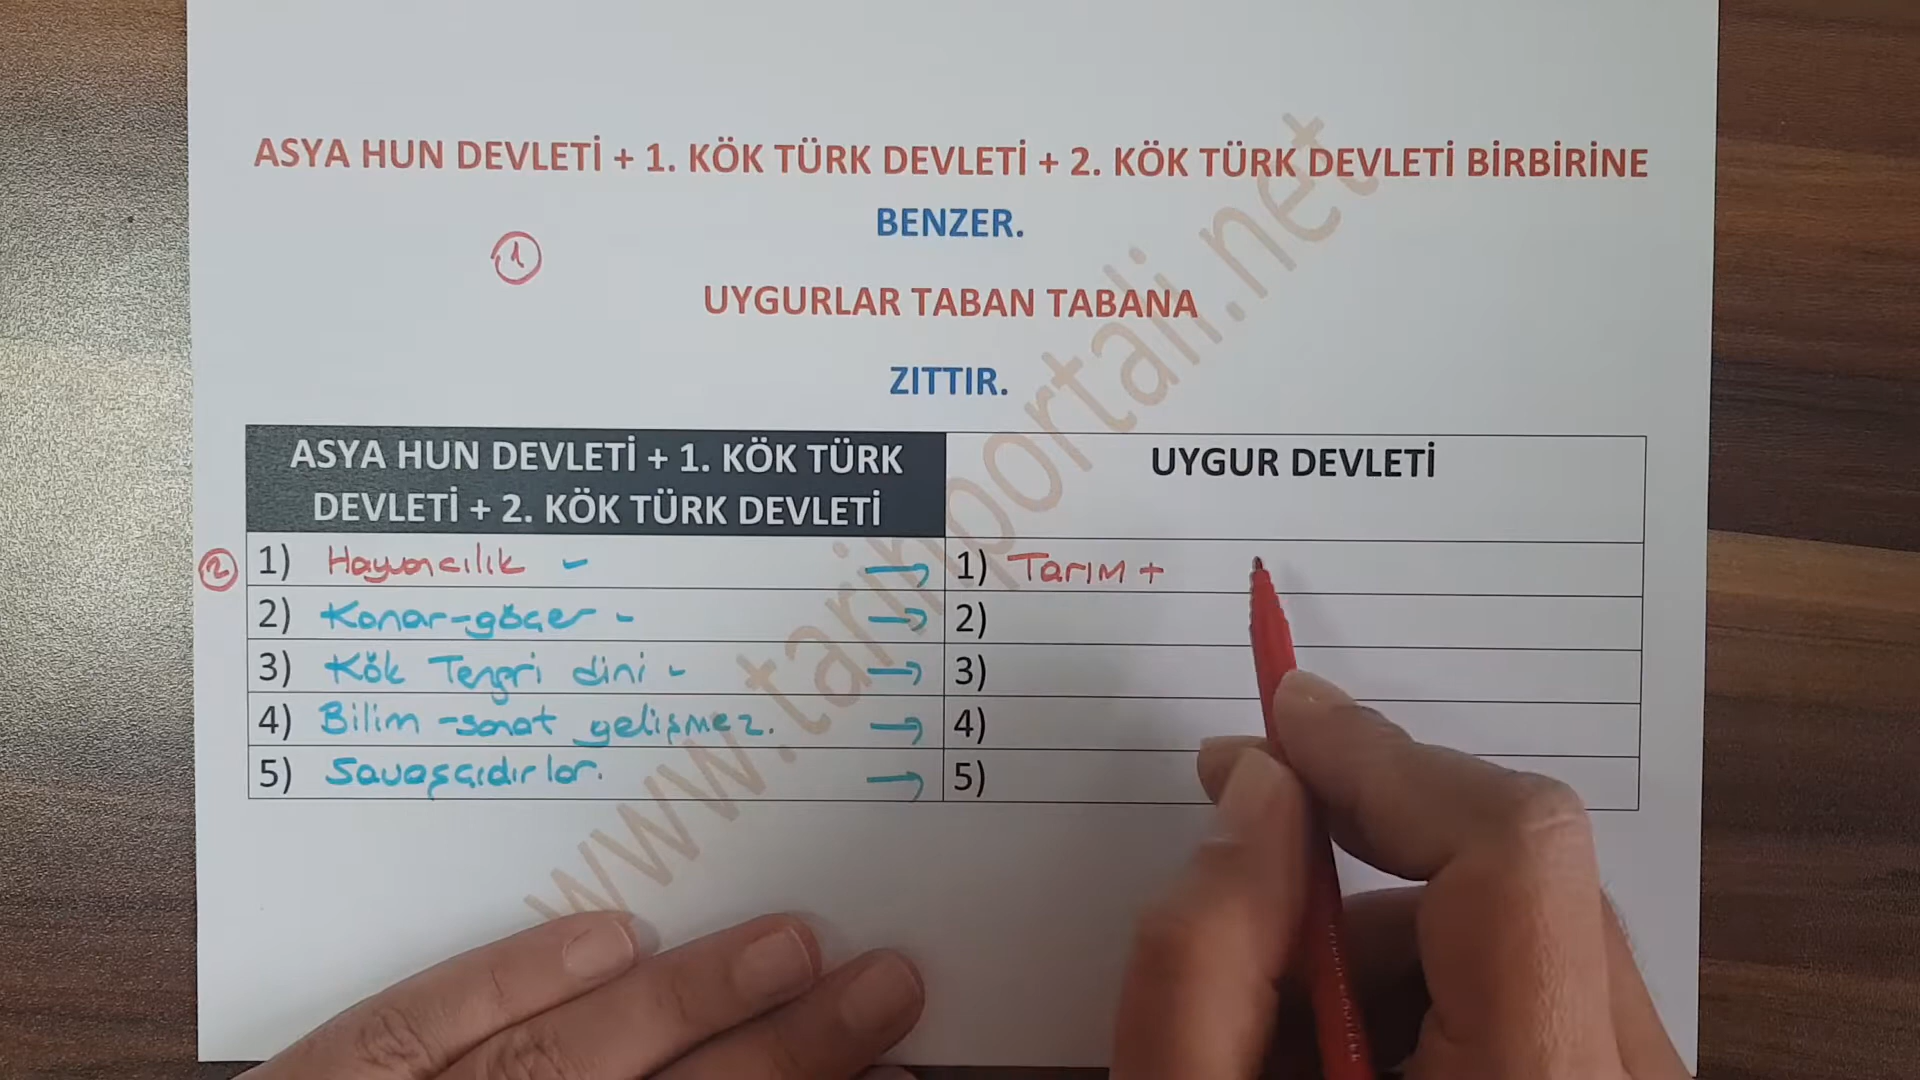 ASYA HUN DEVLETİ + 1. KÖK TÜRK DEVLETİ + 2. KÖK TÜRK DEVLETİ BİRBİRİNE
BENZER.
1
UYGURLAR TABAN TABANA
ZITTIR.
ASYA HUN DEVLETİ + 1. KÖK TÜRK
DEVLETİ + 2. KÖK TÜRK DEVLETİ
UYGUR DEVLETİ
2 1) Hayvancılık - →
1) Tarım +
2) Konar-göçer - →
2)
3) Kök Tengri dini - →
3)
4) Bilim-sanat gelişmez. →
4)
5) Savaşçıdırlar. →
5)
www.tarihportali.net